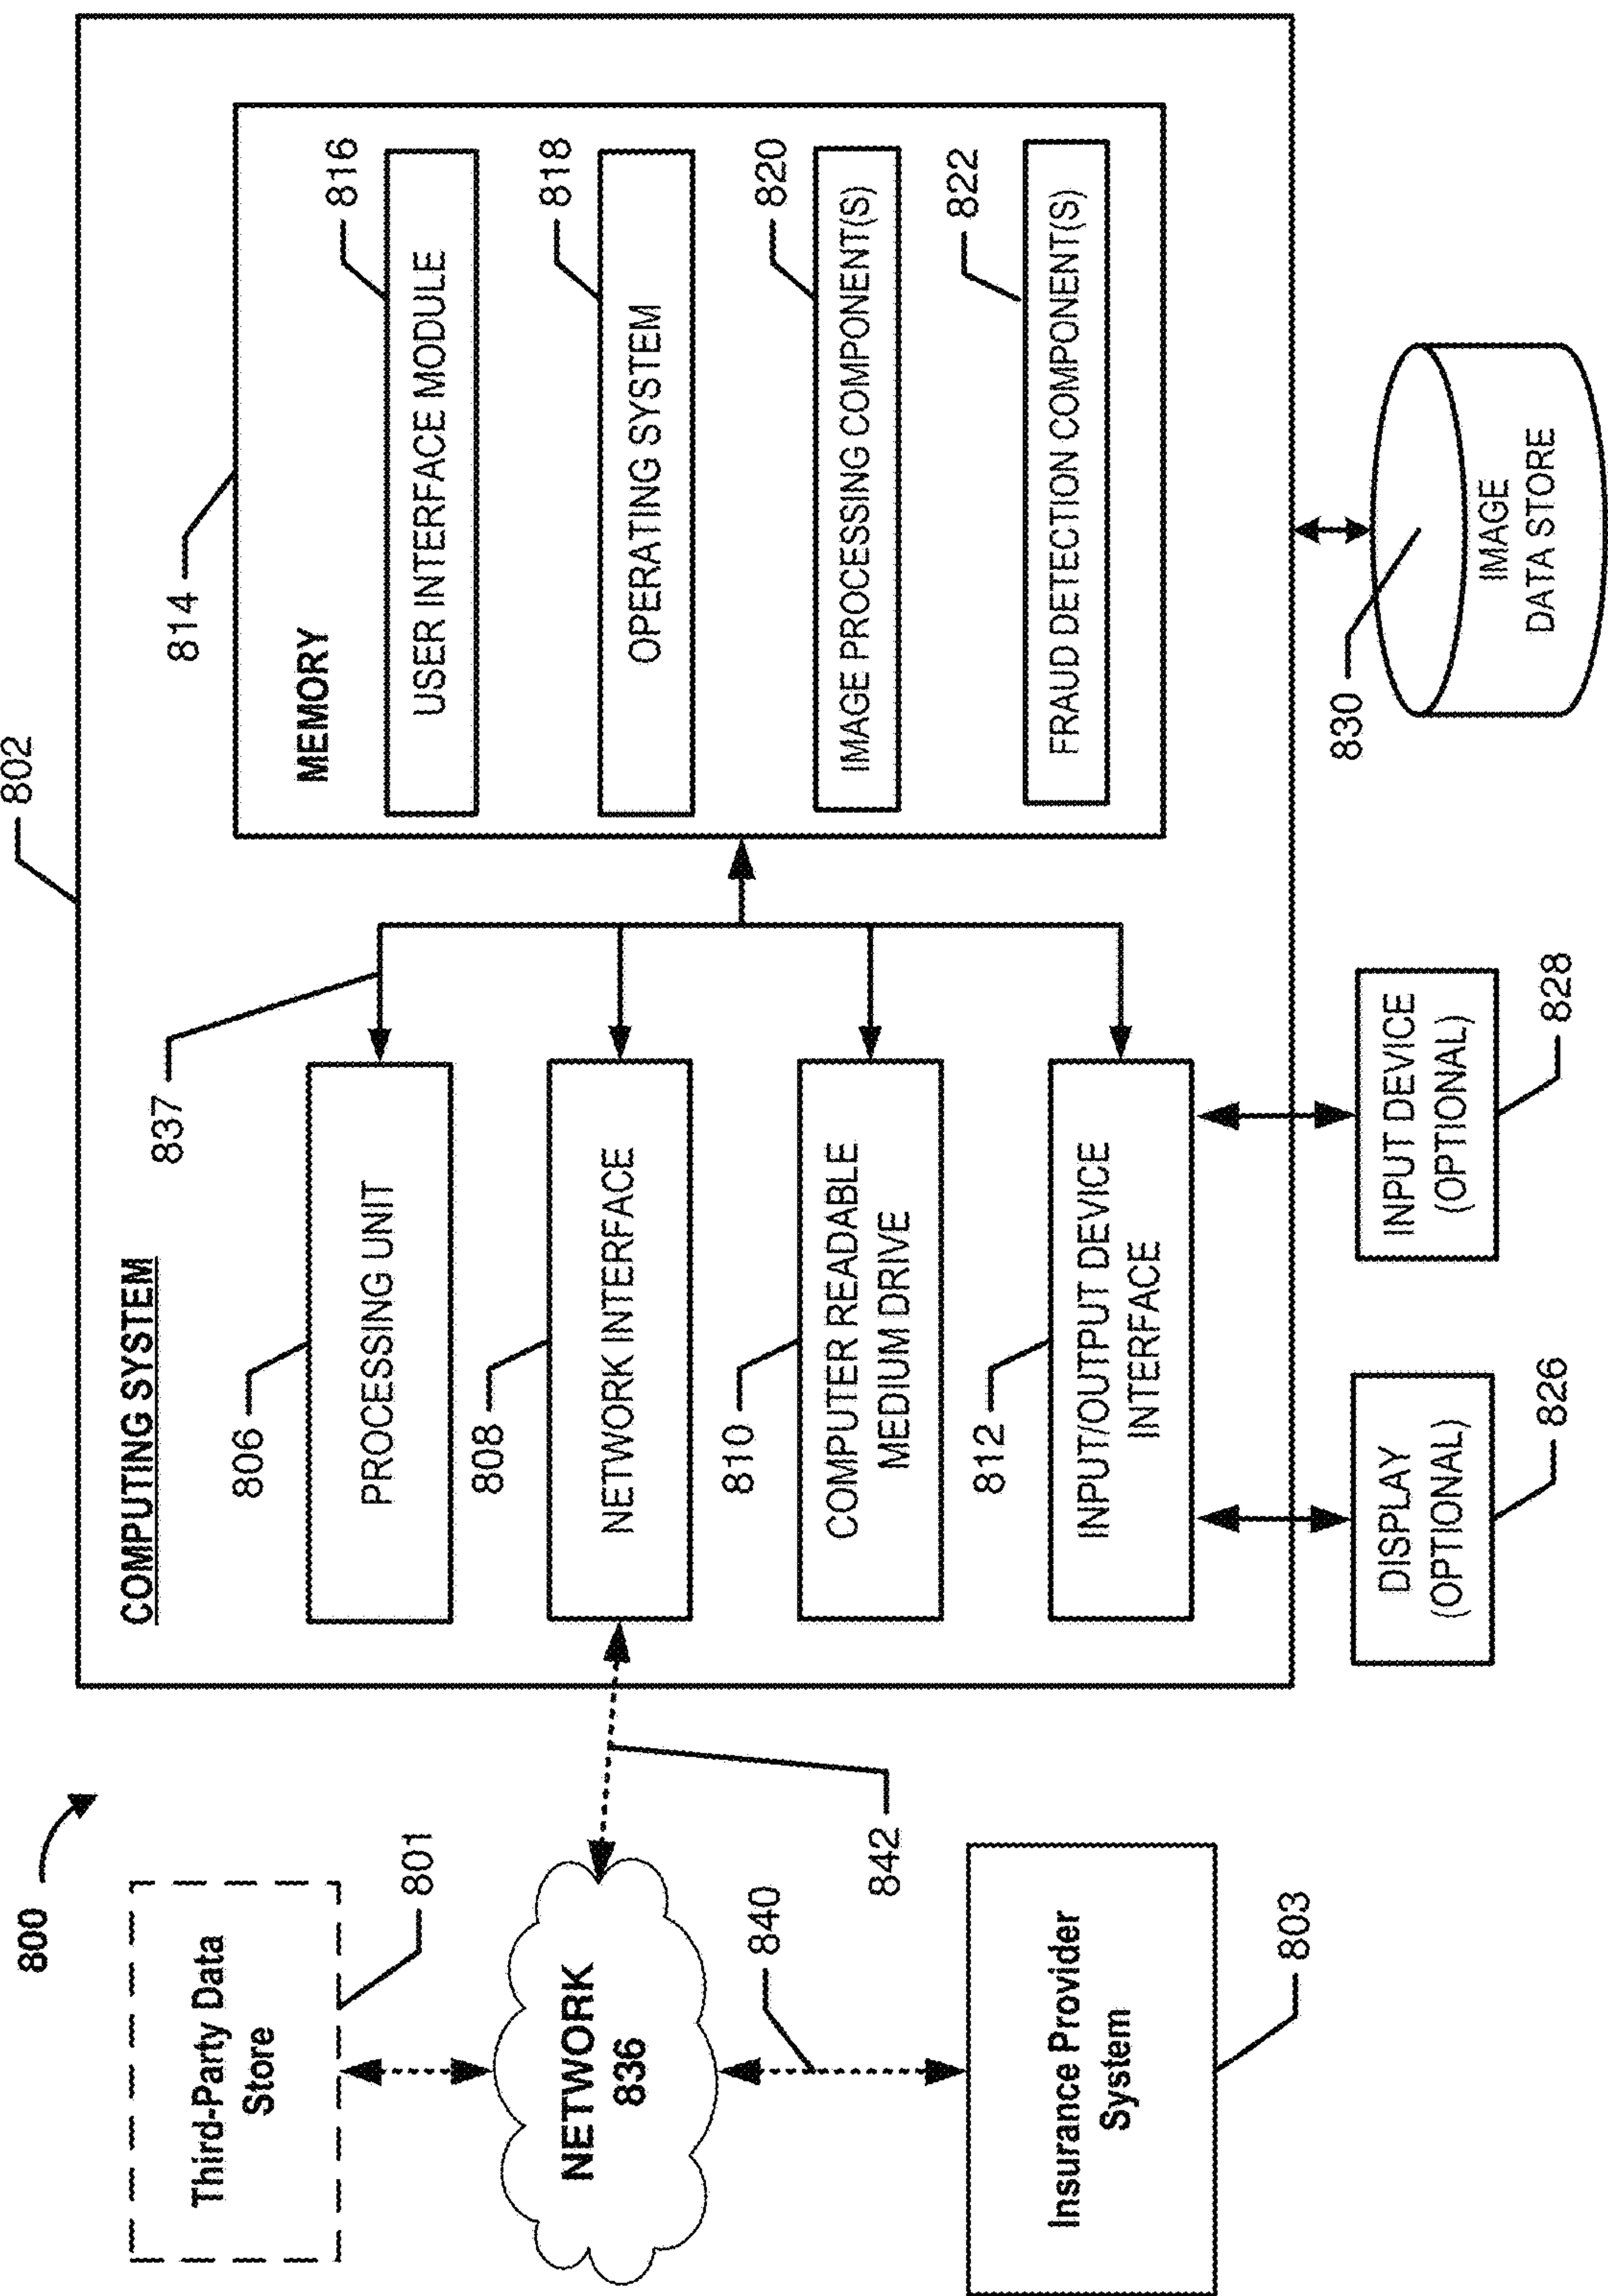 800
Third-Party Data
Store
801
NETWORK
836
840
842
Insurance Provider
System
803
802
COMPUTING SYSTEM
806
PROCESSING UNIT
837
808
NETWORK INTERFACE
810
COMPUTER READABLE
MEDIUM DRIVE
812
INPUT/OUTPUT DEVICE
INTERFACE
814
MEMORY
816
USER INTERFACE MODULE
818
OPERATING SYSTEM
820
IMAGE PROCESSING COMPONENT(S)
822
FRAUD DETECTION COMPONENT(S)
DISPLAY
(OPTIONAL)
826
INPUT DEVICE
(OPTIONAL)
828
830
IMAGE
DATA STORE